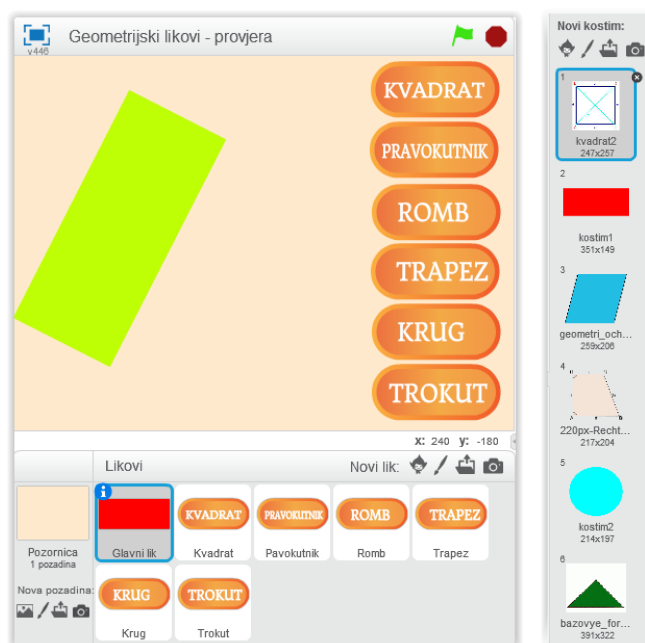 Geometrijski likovi - provjera
v446
KVADRAT
PRAVOKUTNIK
ROMB
TRAPEZ
KRUG
TROKUT
x: 240 y: -180
Likovi
Novi lik:
Pozornica
1 pozadina
Nova pozadina:
Glavni lik
KVADRAT
Kvadrat
PRAVOKUTNIK
Pavokutnik
ROMB
Romb
TRAPEZ
Trapez
KRUG
Krug
TROKUT
Trokut
Novi kostim:
1
kvadrat2
247x257
2
kostim1
351x149
3
geometri_och...
259x206
4
220px-Recht...
217x204
5
kostim2
214x197
6
bazovye_for...
391x322